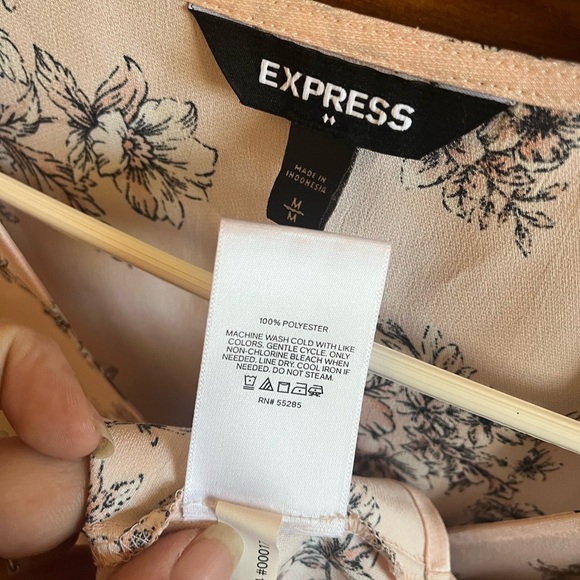 EXPRESS
MADE IN
INDONESIA
M
M
100% POLYESTER
MACHINE WASH COLD WITH LIKE
COLORS. GENTLE CYCLE. ONLY
NON-CHLORINE BLEACH WHEN
NEEDED. LINE DRY. COOL IRON IF
NEEDED. DO NOT STEAM.
RN# 55285